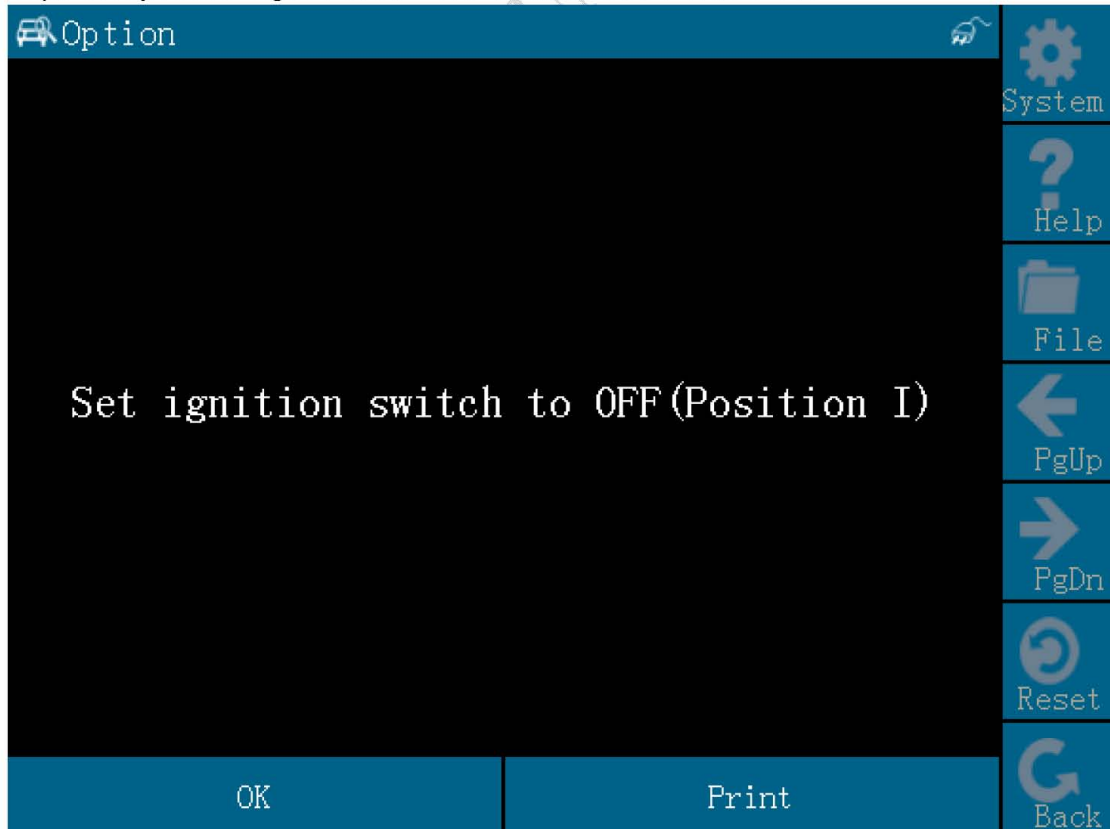 Option
System
Help
File
Set ignition switch to OFF(Position I)
PgUp
PgDn
Reset
OK
Print
Back